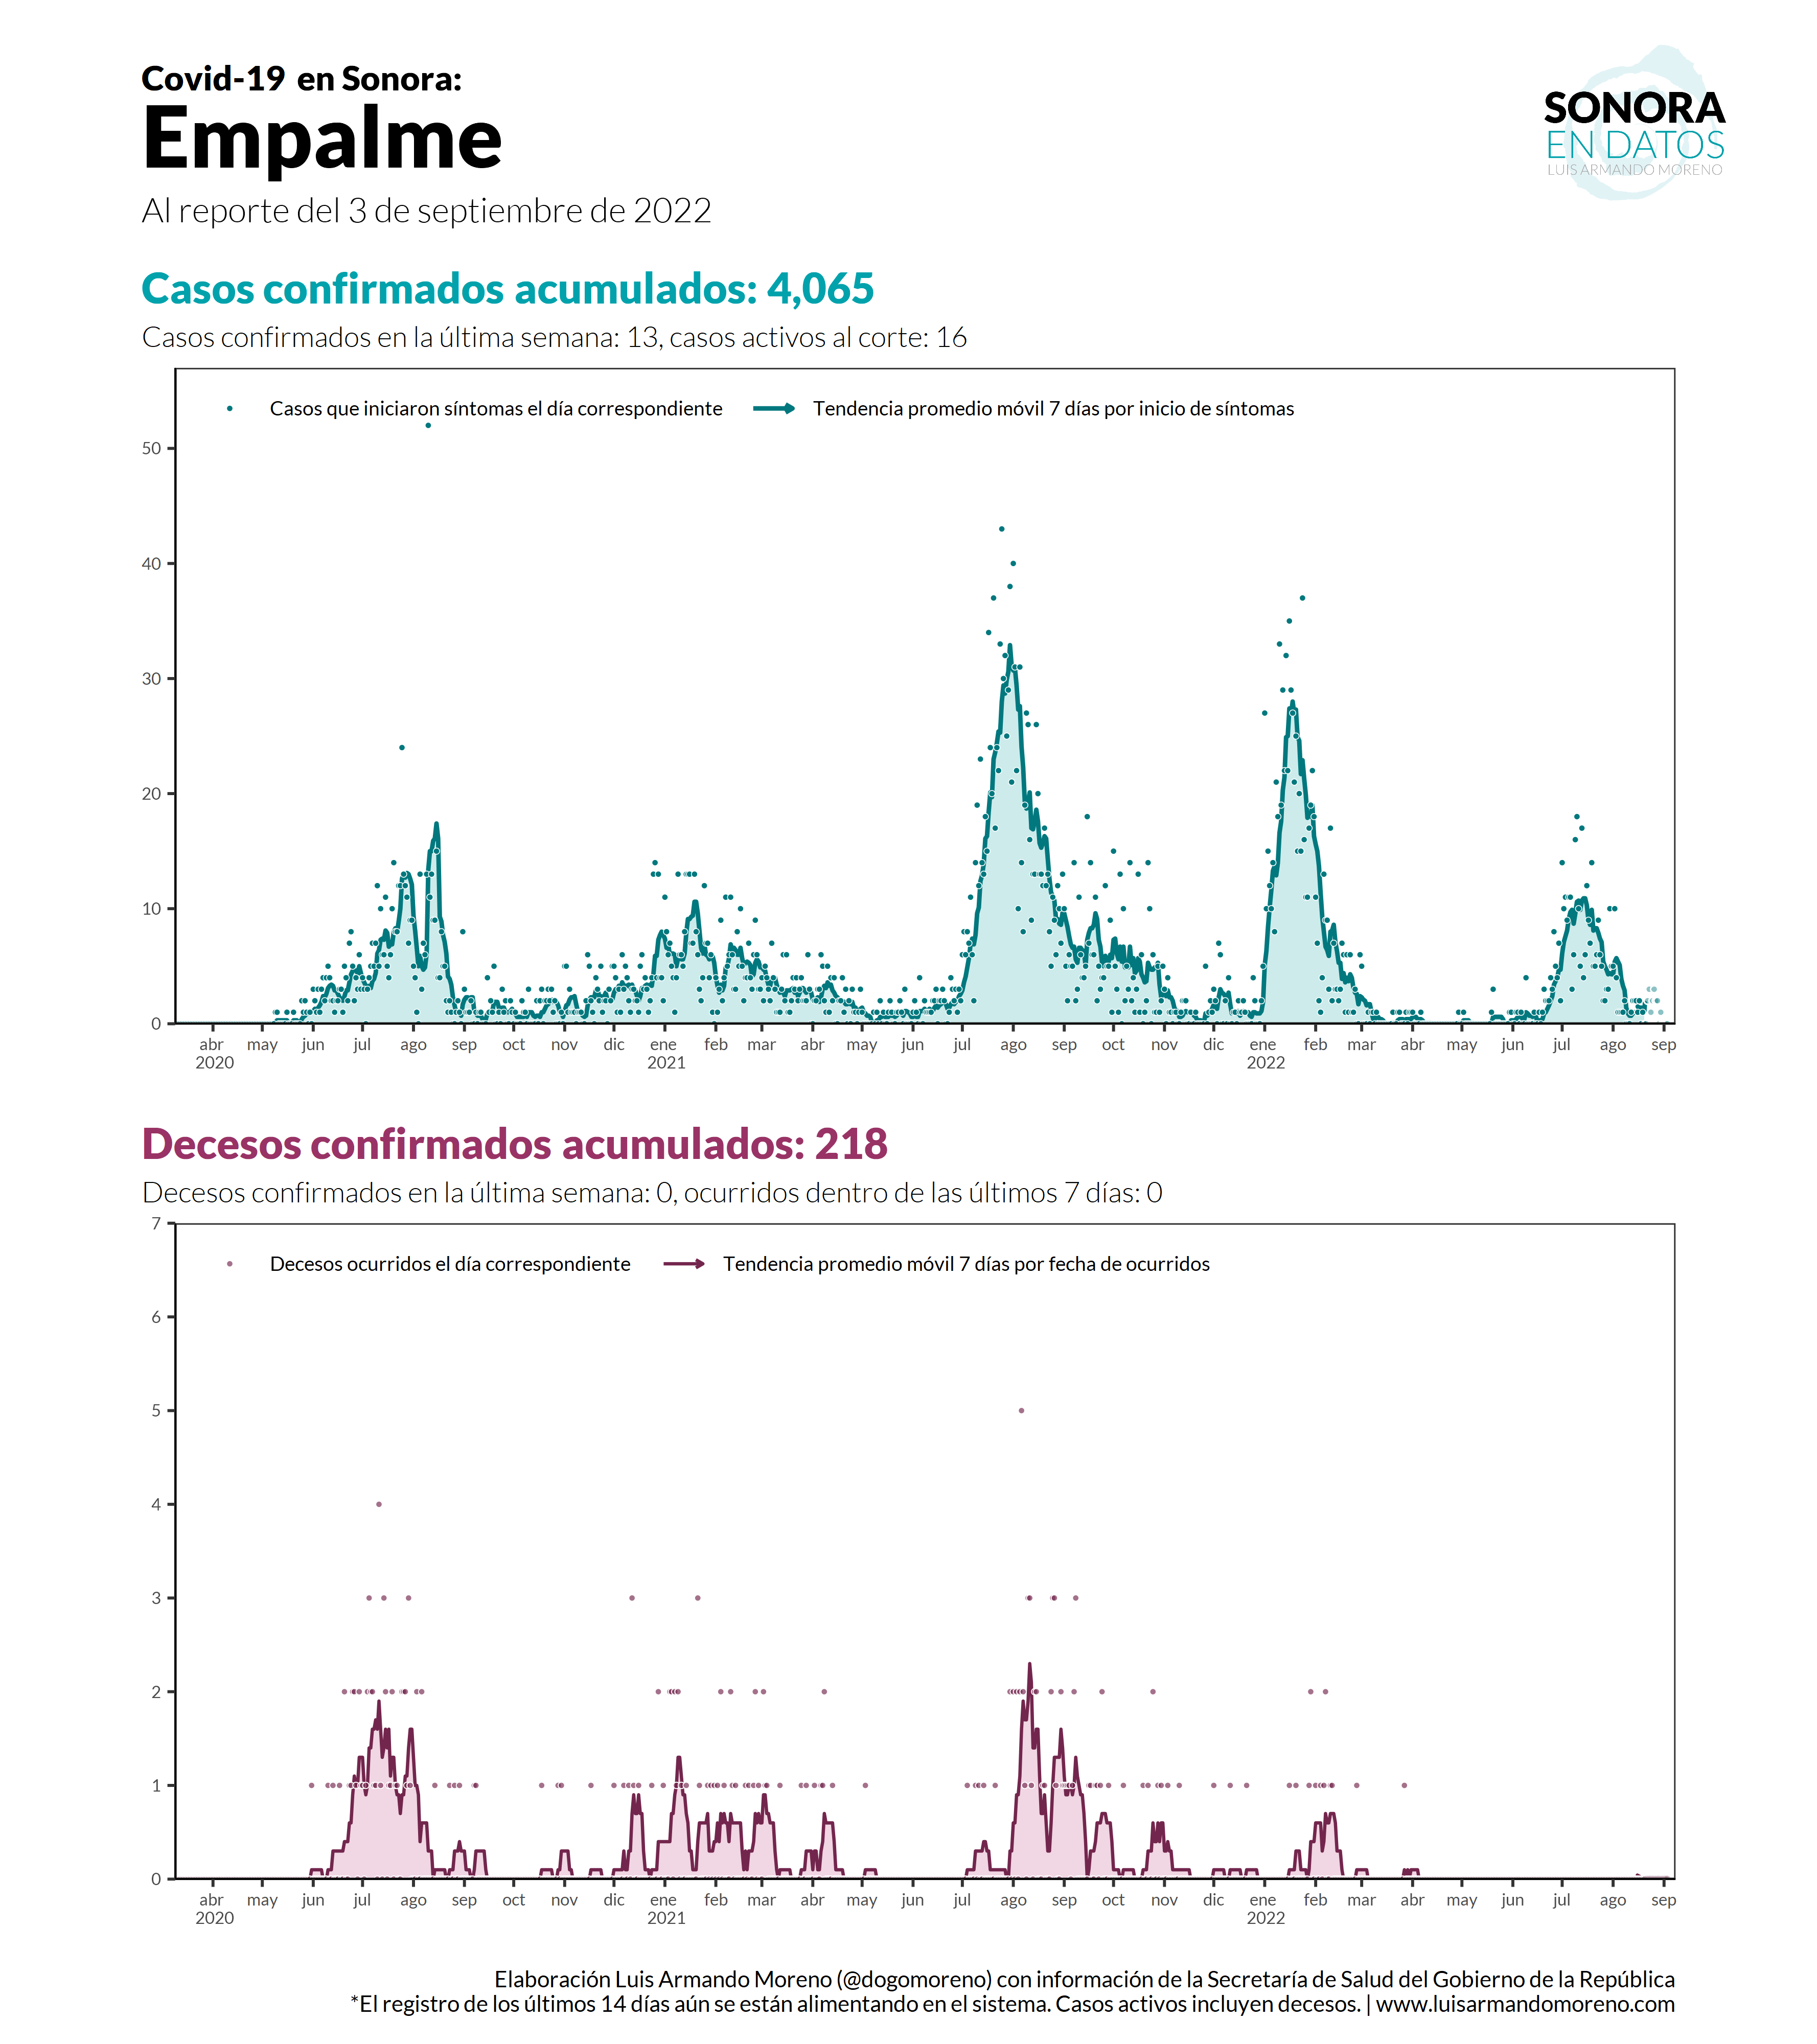 Covid-19 en Sonora:
Empalme
Al reporte del 3 de septiembre de 2022
SONORA
EN DATOS
LUIS ARMANDO MORENO
Casos confirmados acumulados: 4,065
Casos confirmados en la última semana: 13, casos activos al corte: 16
Casos que iniciaron síntomas el día correspondiente Tendencia promedio móvil 7 días por inicio de síntomas
50
40
30
20
10
0
abr may jun jul ago sep oct nov dic ene feb mar abr may jun jul ago sep oct nov dic ene feb mar abr may jun jul ago sep
2020 2021 2022
Decesos confirmados acumulados: 218
Decesos confirmados en la última semana: 0, ocurridos dentro de las últimos 7 días: 0
7
Decesos ocurridos el día correspondiente Tendencia promedio móvil 7 días por fecha de ocurridos
6
5
4
3
2
1
0
abr may jun jul ago sep oct nov dic ene feb mar abr may jun jul ago sep oct nov dic ene feb mar abr may jun jul ago sep
2020 2021 2022
Elaboración Luis Armando Moreno (@dogomoreno) con información de la Secretaría de Salud del Gobierno de la República
*El registro de los últimos 14 días aún se están alimentando en el sistema. Casos activos incluyen decesos. | www.luisarmandomoreno.com